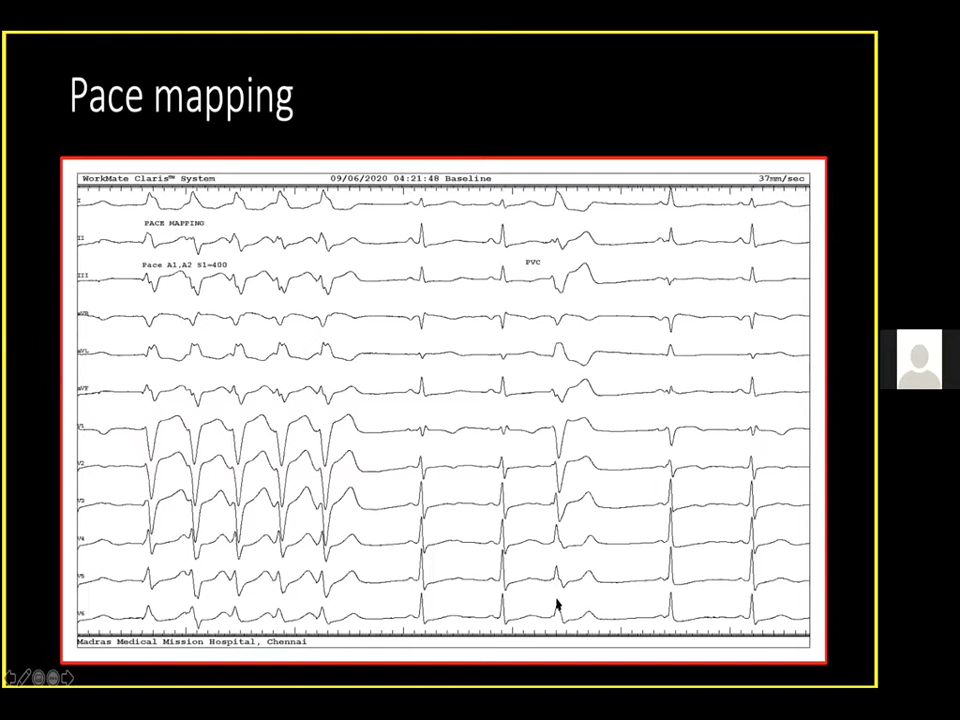 Pace mapping
WorkMate Claris™ System 09/06/2020 04:21:48 Baseline 37mm/sec
I
PACE MAPPING
II
Pace A1,A2 S1=400 PVC
III
aVR
aVL
aVF
V1
V2
V3
V4
V5
V6
Madras Medical Mission Hospital, Chennai